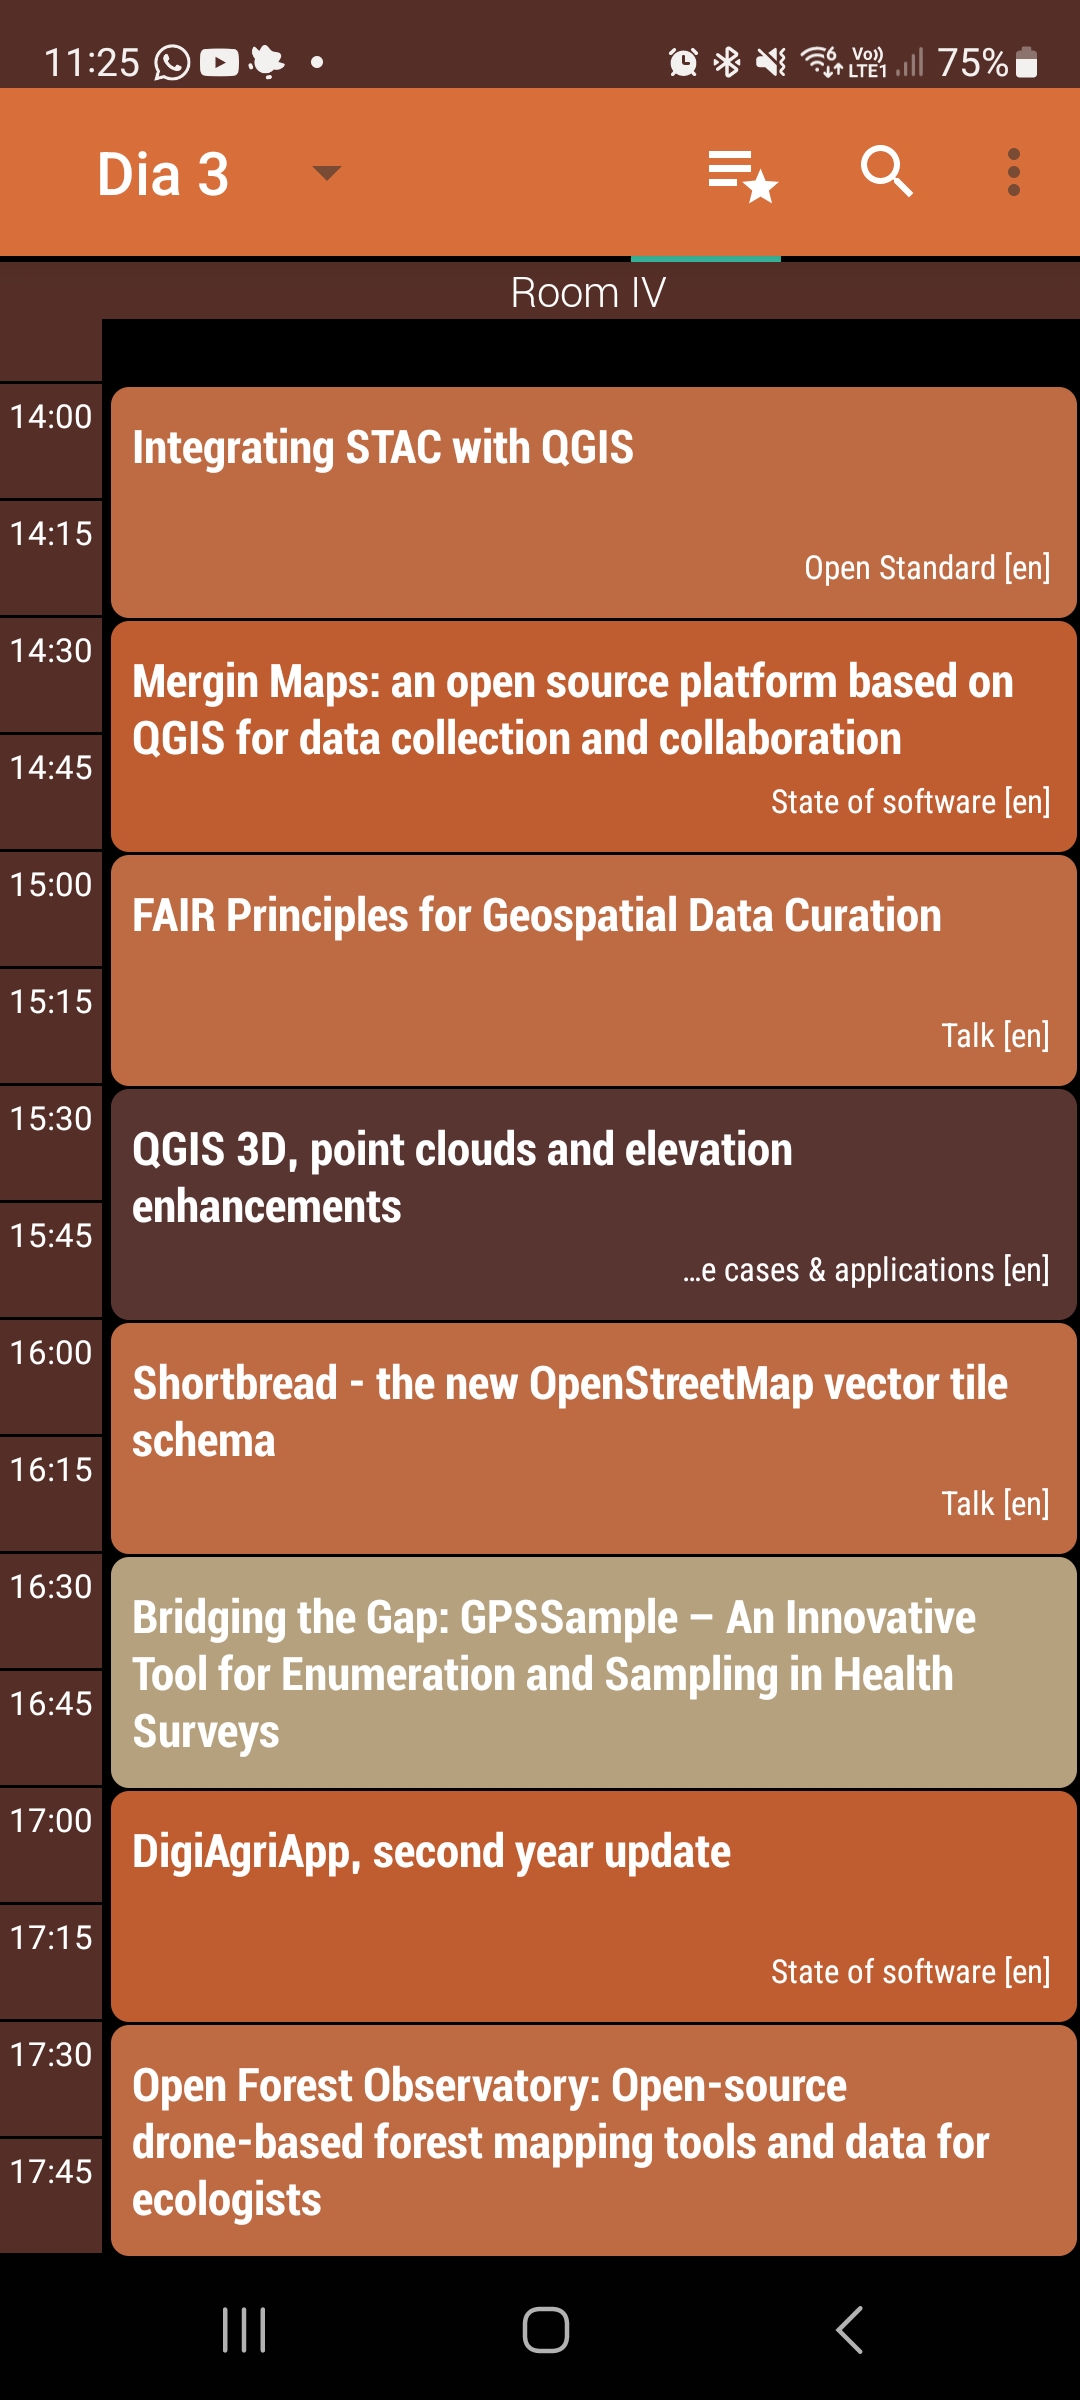 11:25
Vo))
LTE1
75%
Dia 3
Room IV
14:00
Integrating STAC with QGIS
14:15
Open Standard [en]
14:30
Mergin Maps: an open source platform based on
QGIS for data collection and collaboration
14:45
State of software [en]
15:00
FAIR Principles for Geospatial Data Curation
15:15
Talk [en]
15:30
QGIS 3D, point clouds and elevation
enhancements
15:45
…e cases & applications [en]
16:00
Shortbread - the new OpenStreetMap vector tile
schema
16:15
Talk [en]
16:30
Bridging the Gap: GPSSample – An Innovative
Tool for Enumeration and Sampling in Health
Surveys
16:45
17:00
DigiAgriApp, second year update
17:15
State of software [en]
17:30
Open Forest Observatory: Open-source
drone-based forest mapping tools and data for
ecologists
17:45